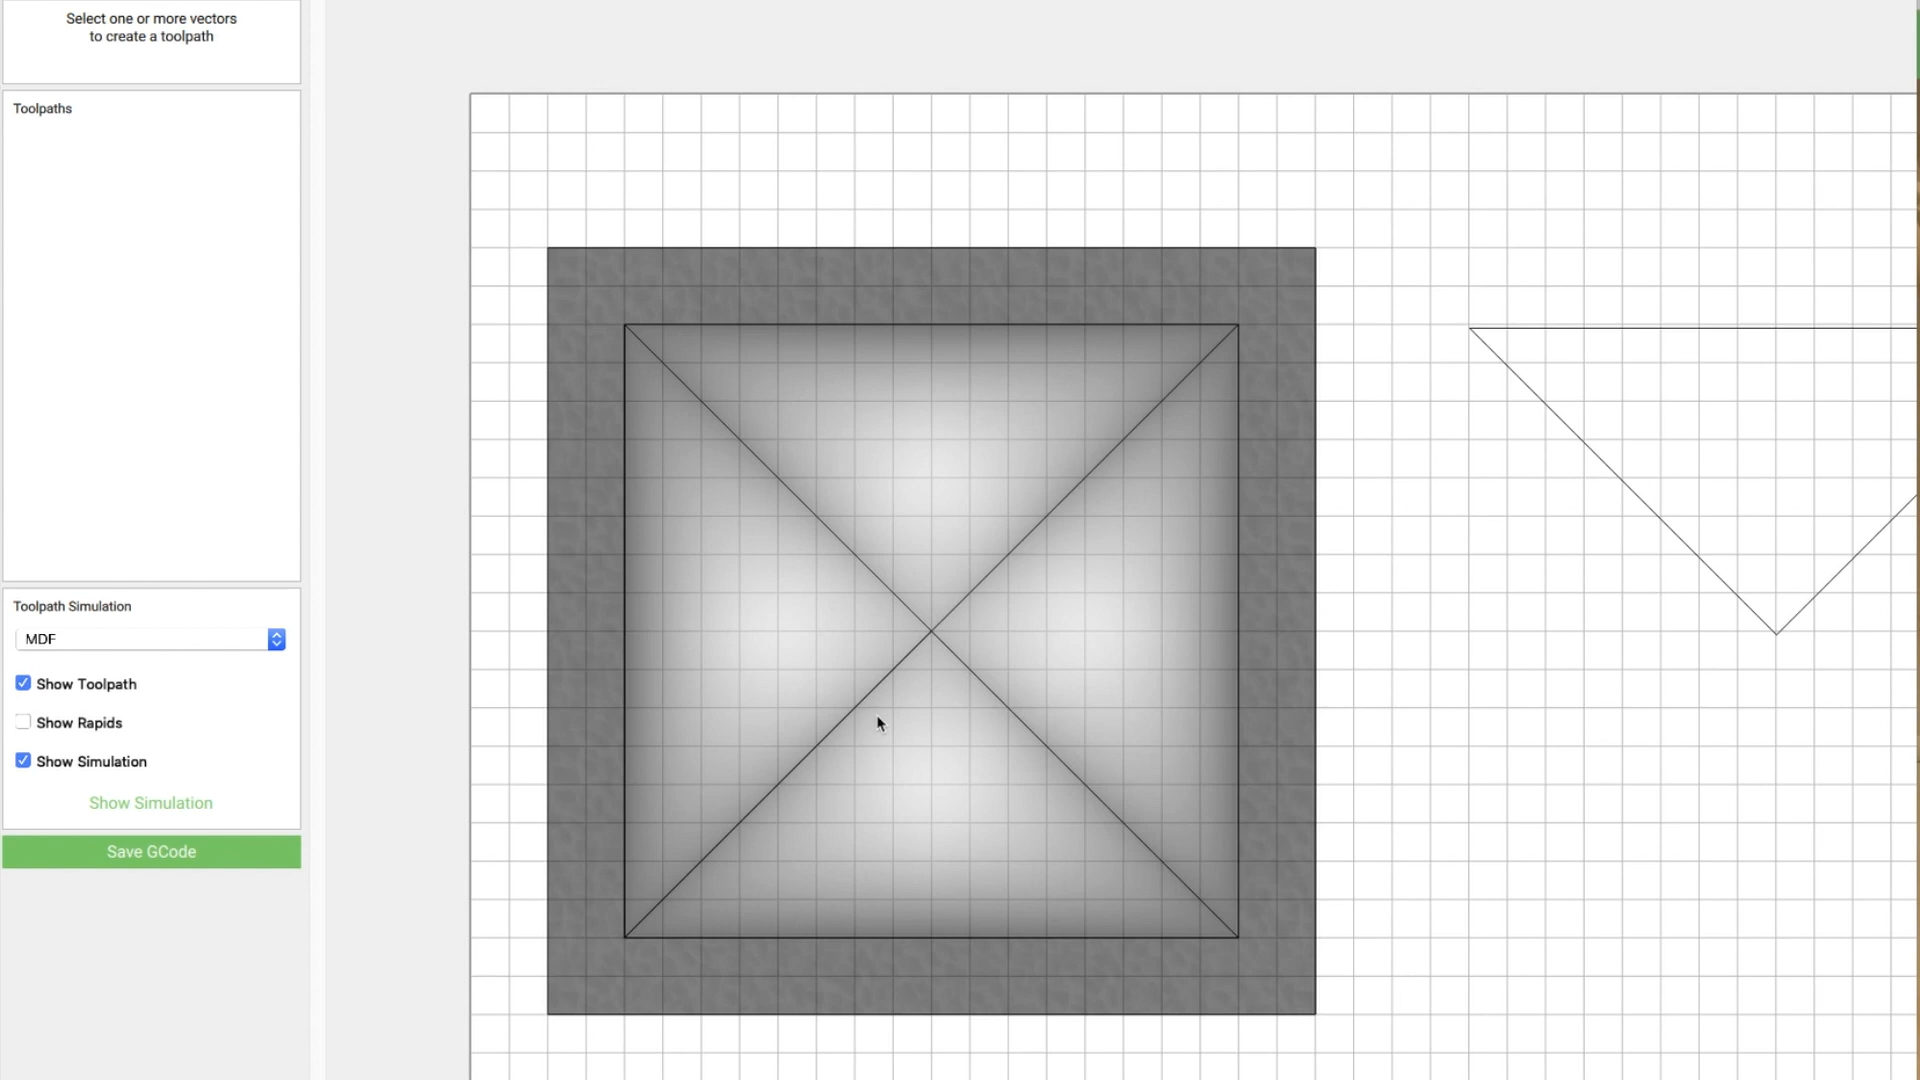 Select one or more vectors
to create a toolpath
Toolpaths
Toolpath Simulation
MDF
Show Toolpath
Show Rapids
Show Simulation
Show Simulation
Save GCode